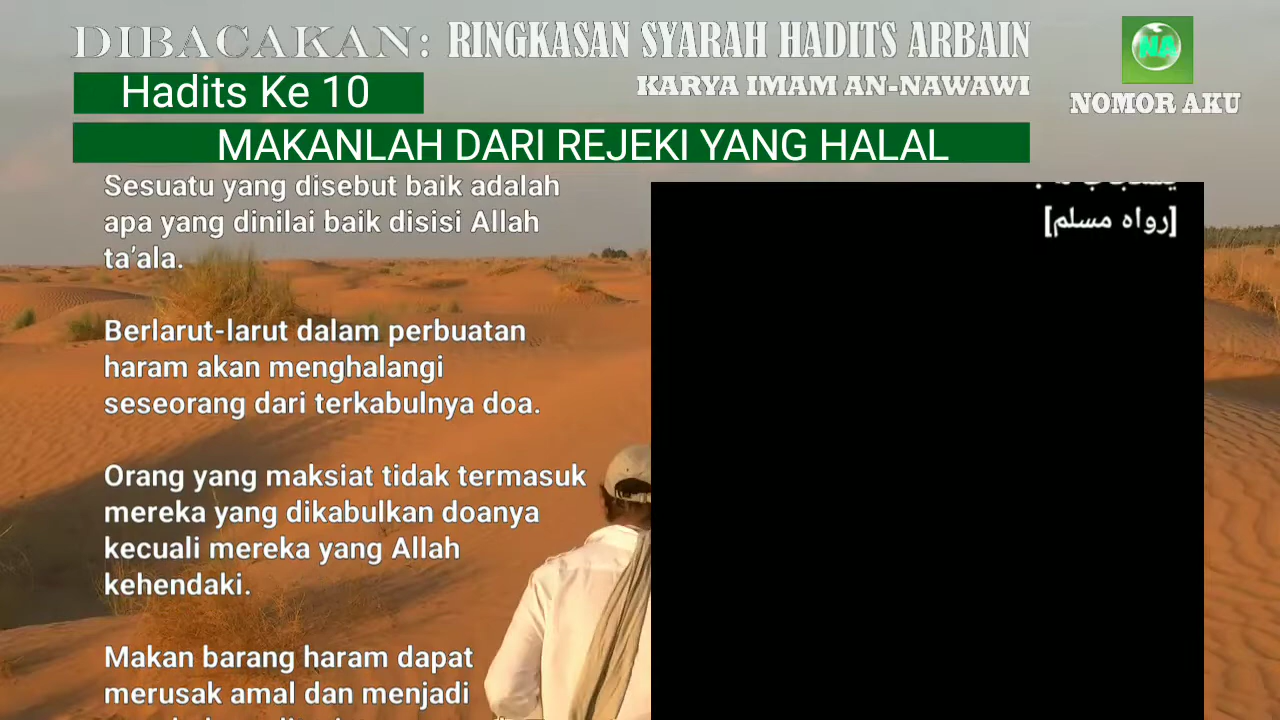 DIBACAKAN: RINGKASAN SYARAH HADITS ARBAIN
KARYA IMAM AN-NAWAWI
NA
NOMOR AKU
Hadits Ke 10
MAKANLAH DARI REJEKI YANG HALAL
Sesuatu yang disebut baik adalah
apa yang dinilai baik disisi Allah
ta’ala.
Berlarut-larut dalam perbuatan
haram akan menghalangi
seseorang dari terkabulnya doa.
Orang yang maksiat tidak termasuk
mereka yang dikabulkan doanya
kecuali mereka yang Allah
kehendaki.
Makan barang haram dapat
merusak amal dan menjadi
[رواه مسلم]